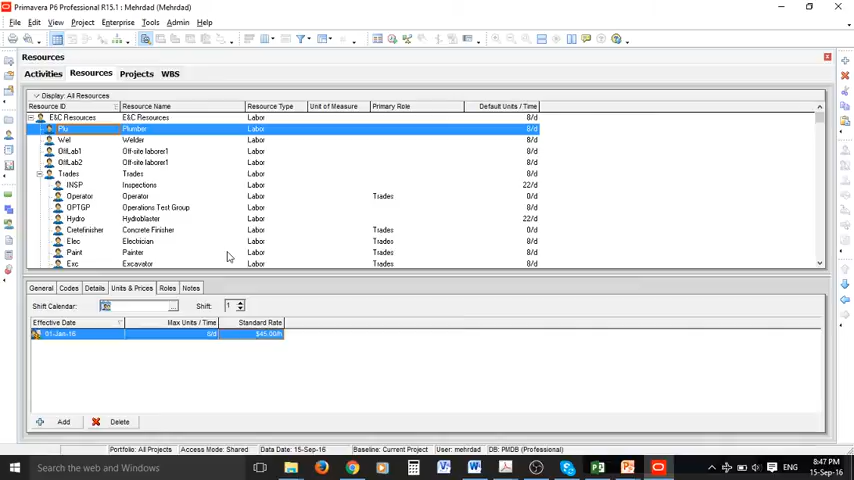 Primavera P6 Professional R15.1 : Mehrdad (Mehrdad)
File Edit View Project Enterprise Tools Admin Help
Resources
Activities Resources Projects WBS
Display: All Resources
Resource ID Resource Name Resource Type Unit of Measure Primary Role Default Units / Time
E&C Resources E&C Resources Labor 8/d
Plu Plumber Labor 8/d
Wel Welder Labor 8/d
OffLab1 Off-site laborer1 Labor 8/d
OffLab2 Off-site laborer1 Labor 8/d
Trades Trades Labor 8/d
INSP Inspections Labor 22/d
Operator Operator Labor Trades 0/d
OPTGP Operations Test Group Labor 8/d
Hydro Hydroblaster Labor 22/d
Cretefinisher Concrete Finisher Labor Trades 0/d
Elec Electrician Labor Trades 8/d
Paint Painter Labor Trades 8/d
Exc Excavator Labor Trades 8/d
General Codes Details Units & Prices Roles Notes
Shift Calendar: ... Shift: 1
Effective Date Max Units / Time Standard Rate
01-Jan-16 8/d $45.00/h
Add Delete
Portfolio: All Projects Access Mode: Shared Data Date: 15-Sep-16 Baseline: Current Project User: mehrdad DB: PMDB (Professional)
Search the web and Windows ENG 8:47 PM
15-Sep-16